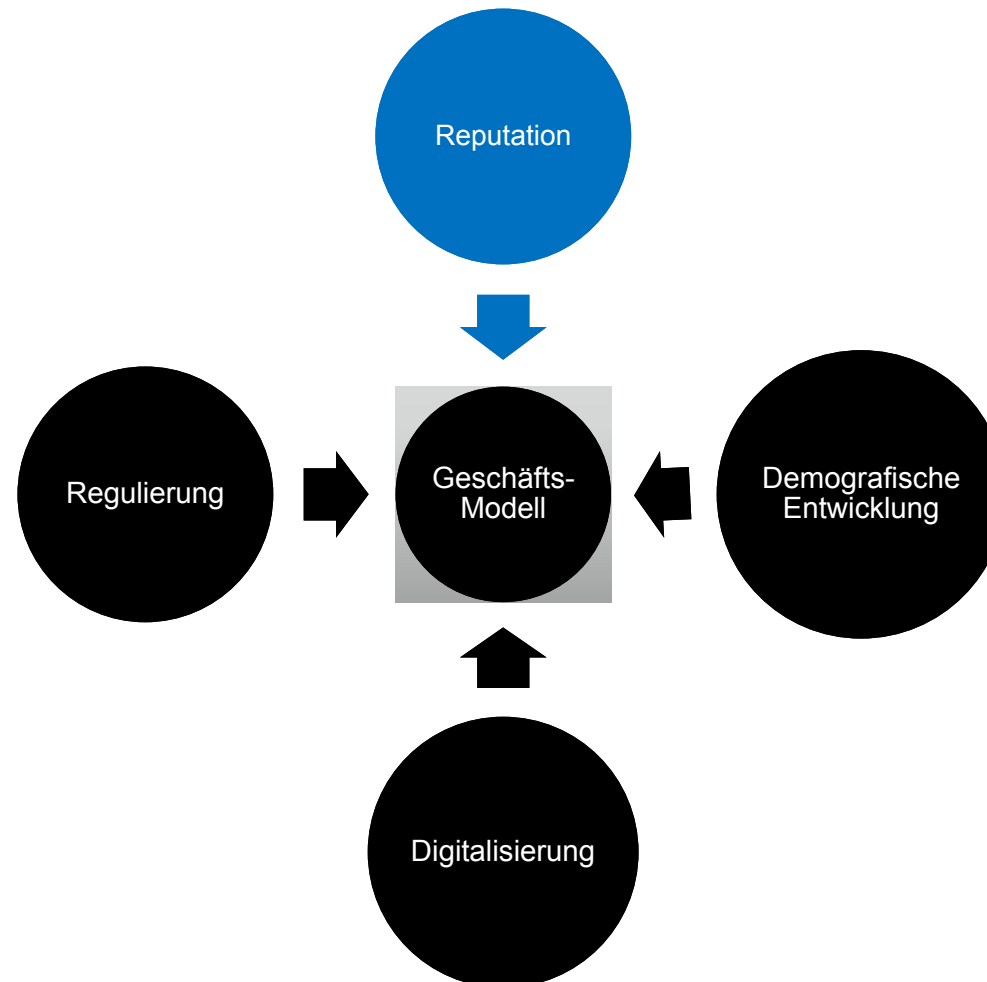 Reputation
Regulierung
Geschäfts-
Modell
Demografische
Entwicklung
Digitalisierung